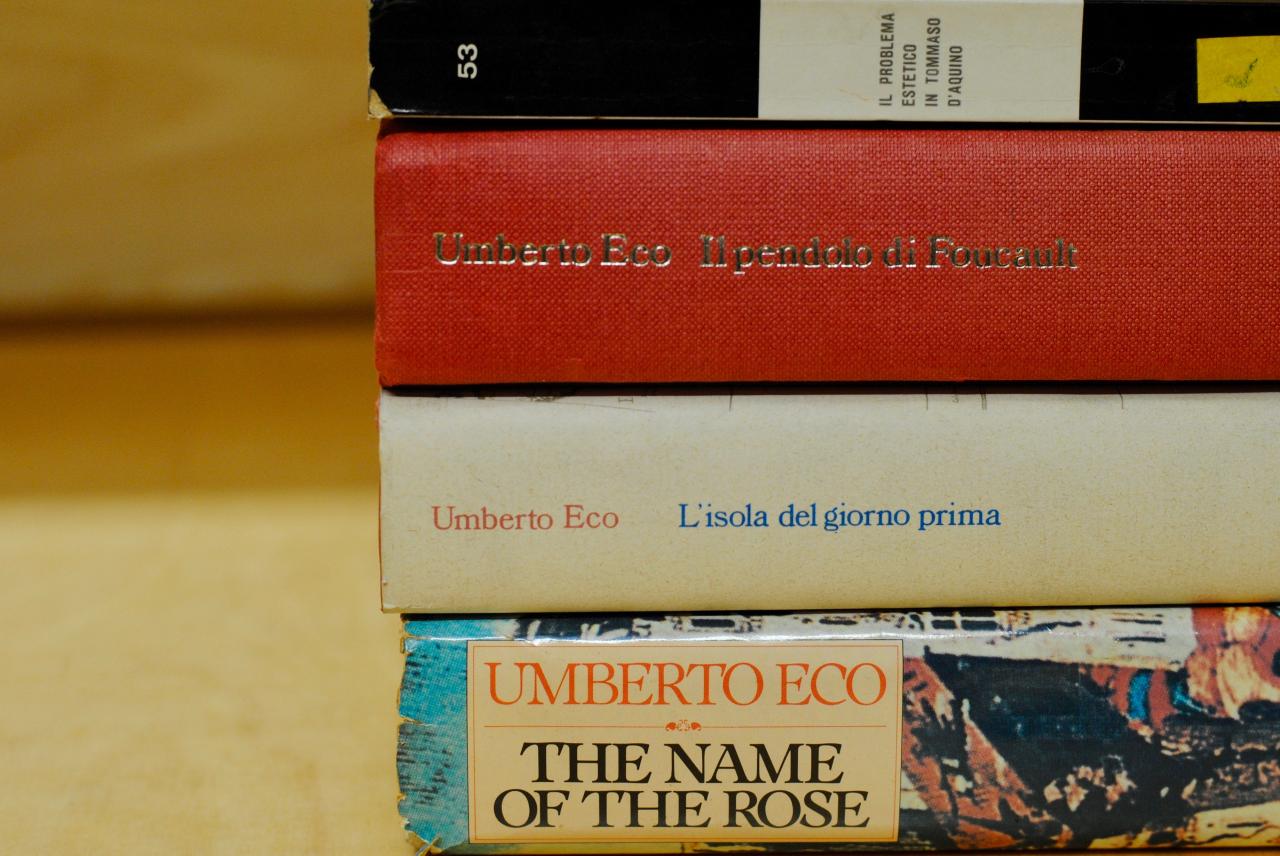 53
IL PROBLEMA
ESTETICO
IN TOMMASO
D'AQUINO
Umberto Eco Il pendolo di Foucault
Umberto Eco L'isola del giorno prima
UMBERTO ECO
THE NAME
OF THE ROSE